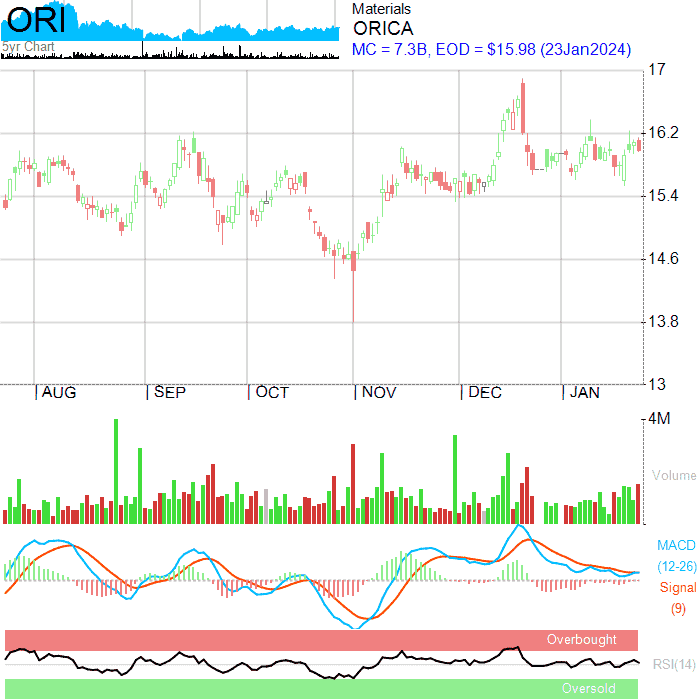 ORI
5yr Chart
Materials
ORICA
MC = 7.3B, EOD = $15.98 (23Jan2024)
17
16.2
15.4
14.6
13.8
13
AUG SEP OCT NOV DEC JAN
4M
Volume
MACD
(12-26)
Signal
(9)
Overbought
RSI(14)
Oversold